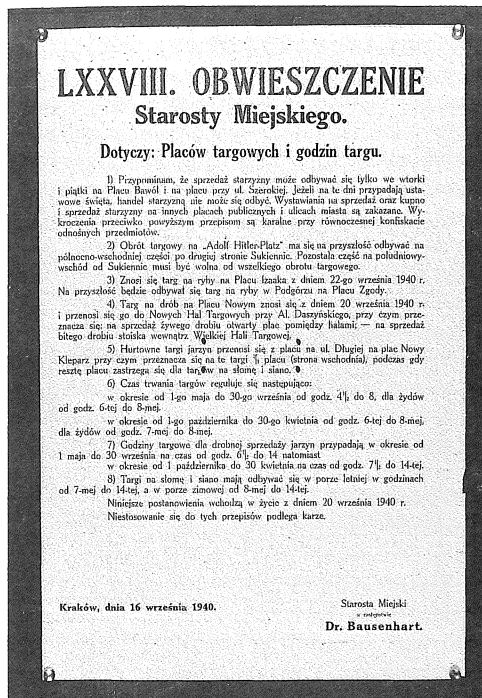 LXXVIII. OBWIESZCZENIE
Starosty Miejskiego.
Dotyczy: Placów targowych i godzin targu.
1) Przypominam, że sprzedaż starzyzny może odbywać się tylko we wtorki
i piątki na Placu Bawół i na placu przy ul. Szerokiej. Jeżeli na te dni przypadają usta-
wowe święta, handel starzyzną nie może się odbyć. Wystawiania na sprzedaż oraz kupno
i sprzedaż starzyzny na innych placach publicznych i ulicach miasta są zakazane. Wy-
kroczenia przeciwko powyższym przepisom są karalne przy równoczesnej konfiskacie
odnośnych przedmiotów.
2) Obrót targowy na „Adolf Hitler-Platz” ma się na przyszłość odbywać na
północno-wschodniej części po drugiej stronie Sukiennic. Pozostała część na południowy-
wschód od Sukiennic musi być wolna od wszelkiego obrotu targowego.
3) Znosi się targ na ryby na Placu Izaaka z dniem 22-go września 1940 r.
Na przyszłość będzie odbywać się targ na ryby w Podgórzu na Placu Zgody.
4) Targ na drób na Placu Nowym znosi się z dniem 20 września 1940 r.
i przenosi się go do Nowych Hal Targowych przy Al. Daszyńskiego, przy czym prze-
znacza się: na sprzedaż żywego drobiu otwarty plac pomiędzy halami; — na sprzedaż
bitego drobiu stoiska wewnątrz Wielkiej Hali Targowej.
5) Hurtowne targi jarzyn przenosi się z placu na ul. Długiej na plac Nowy
Kleparz przy czym przeznacza się na te targi placu (strona wschodnia), podczas gdy
resztę placu zastrzega się dla targów na słomę i siano.
6) Czas trwania targów reguluje się następująco:
w okresie od 1-go maja do 30-go września od godz. 4½ do 8, dla żydów
od godz. 6-tej do 8-mej.
w okresie od 1-go października do 30-go kwietnia od godz. 6-tej do 8-mej,
dla żydów od godz. 7-mej do 8-mej.
7) Godziny targowe dla drobnej sprzedaży jarzyn przypadają w okresie od
1 maja do 30 września na czas od godz. 6½ do 14 natomiast
w okresie od 1 października do 30 kwietnia na czas od godz. 7½ do 14-tej.
8) Targi na słomę i siano mają odbywać się w porze letniej w godzinach
od 7-mej do 14-tej, a w porze zimowej od 8-mej do 14-tej.
Niniejsze postanowienia wchodzą w życie z dniem 20 września 1940 r.
Niestosowanie się do tych przepisów podlega karze.
Kraków, dnia 16 września 1940.
Starosta Miejski
w zastępstwie
Dr. Bausenhart.